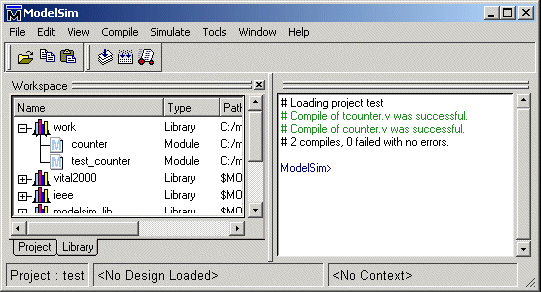 ModelSim
File Edit View Compile Simulate Tools Window Help
Workspace
Name Type Path
work Library C:/m
counter Module C:/m
test_counter Module C:/m
vital2000 Library $MO
ieee Library $MO
modelsim_lib Library $MO
Project Library
# Loading project test
# Compile of tcounter.v was successful.
# Compile of counter.v was successful.
# 2 compiles, 0 failed with no errors.
ModelSim>
Project : test <No Design Loaded> <No Context>